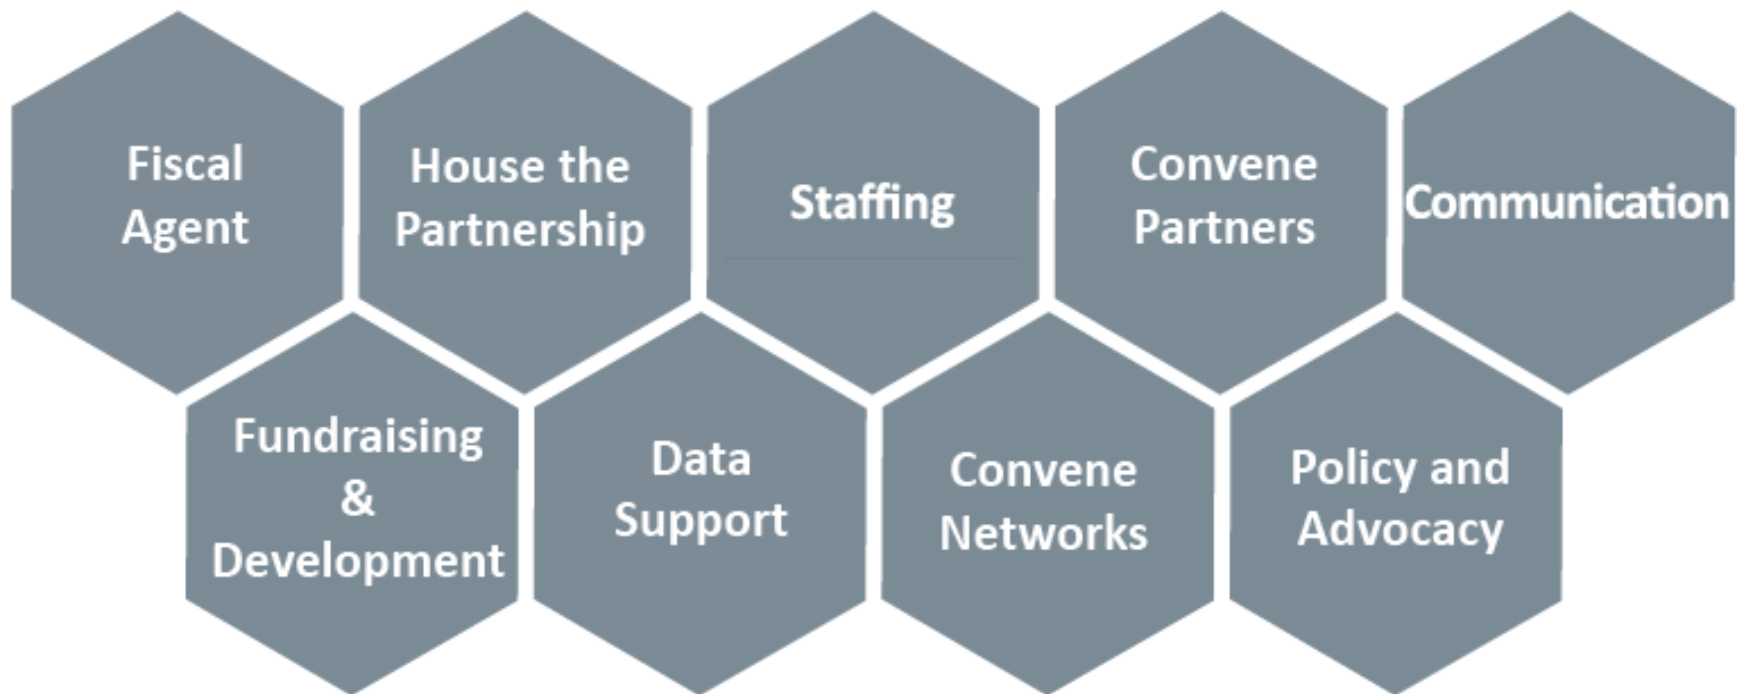 Fiscal
Agent
House the
Partnership
Staffing
Convene
Partners
Communication
Fundraising
&
Development
Data
Support
Convene
Networks
Policy and
Advocacy